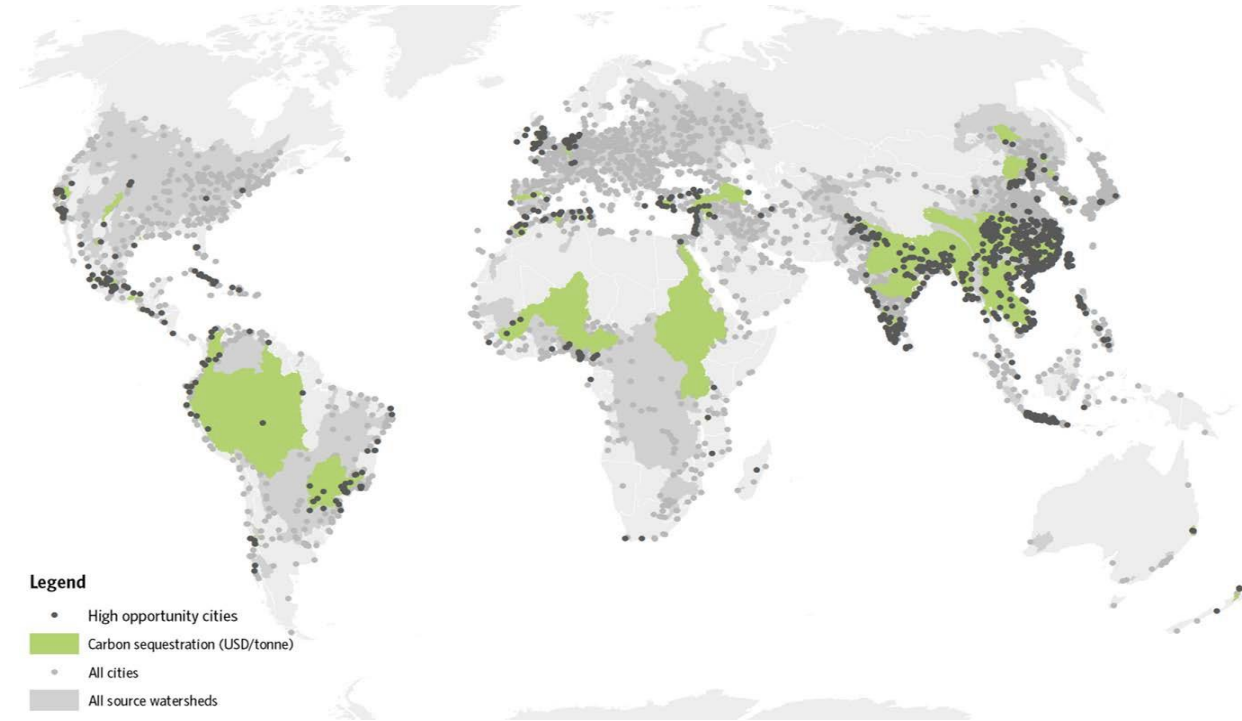 Legend
High opportunity cities
Carbon sequestration (USD/tonne)
All cities
All source watersheds